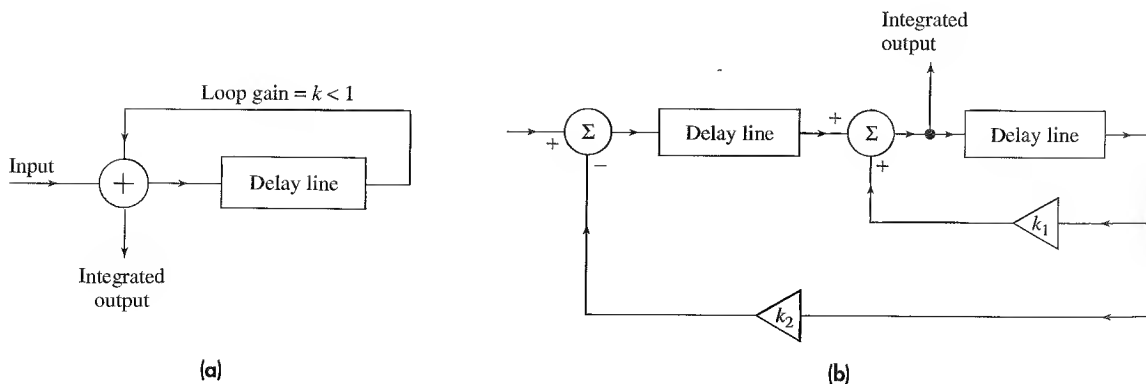 Loop gain = k < 1
Input
+
Delay line
Integrated
output
(a)
Integrated
output
+
Σ
−
Delay line
+
Σ
+
Delay line
k₁
k₂
(b)